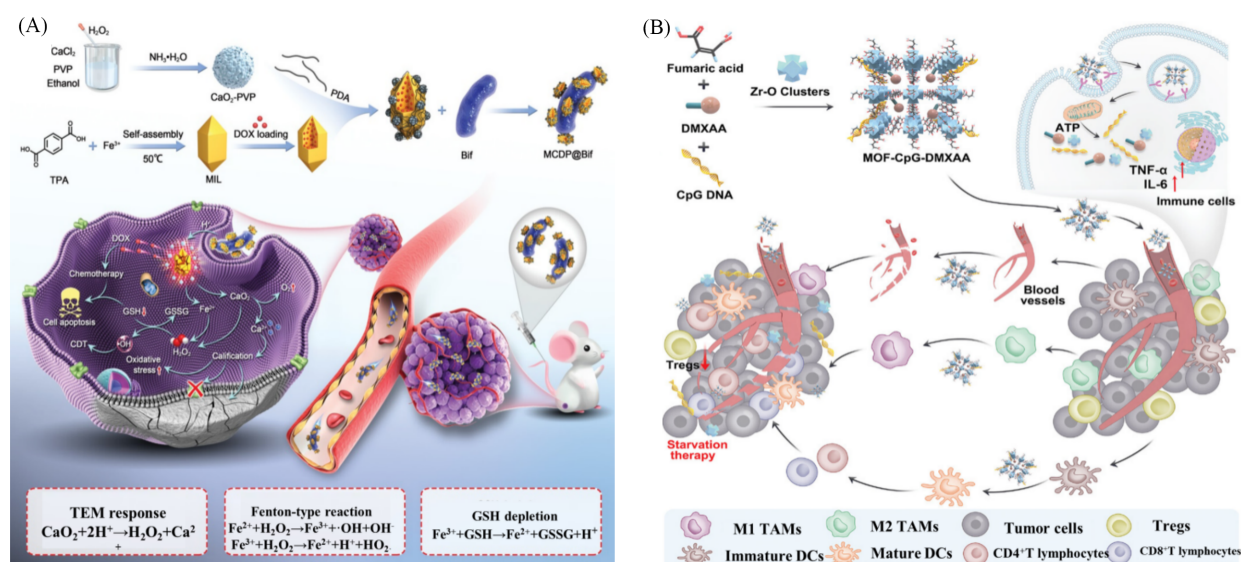 (A)
H₂O₂
CaCl₂
PVP
Ethanol
NH₃•H₂O
CaO₂-PVP
PDA
TPA
+ Fe³⁺
Self-assembly
50℃
MIL
DOX loading
+
Bif
MCDP@Bif
H⁺
DOX
Chemotherapy
Cell apoptosis
GSH
GSSG
Fe²⁺
CaO₂
O₂
Ca²⁺
CDT
•OH
H₂O₂
Oxidative
stress
Calification
TEM response
CaO₂+2H⁺→H₂O₂+Ca²
+
Fenton-type reaction
Fe²⁺+H₂O₂→Fe³⁺+·OH+OH⁻
Fe³⁺+H₂O₂→Fe²⁺+H⁺+HO₂
GSH depletion
Fe³⁺+GSH→Fe²⁺+GSSG+H⁺
(B)
HO
O
OH
Fumaric acid
+
DMXAA
+
CpG DNA
Zr-O Clusters
MOF-CpG-DMXAA
ATP
TNF-α
IL-6
Immune cells
Blood
vessels
Tregs
Starvation
therapy
M1 TAMs
M2 TAMs
Tumor cells
Tregs
Immature DCs
Mature DCs
CD4⁺T lymphocytes
CD8⁺T lymphocytes